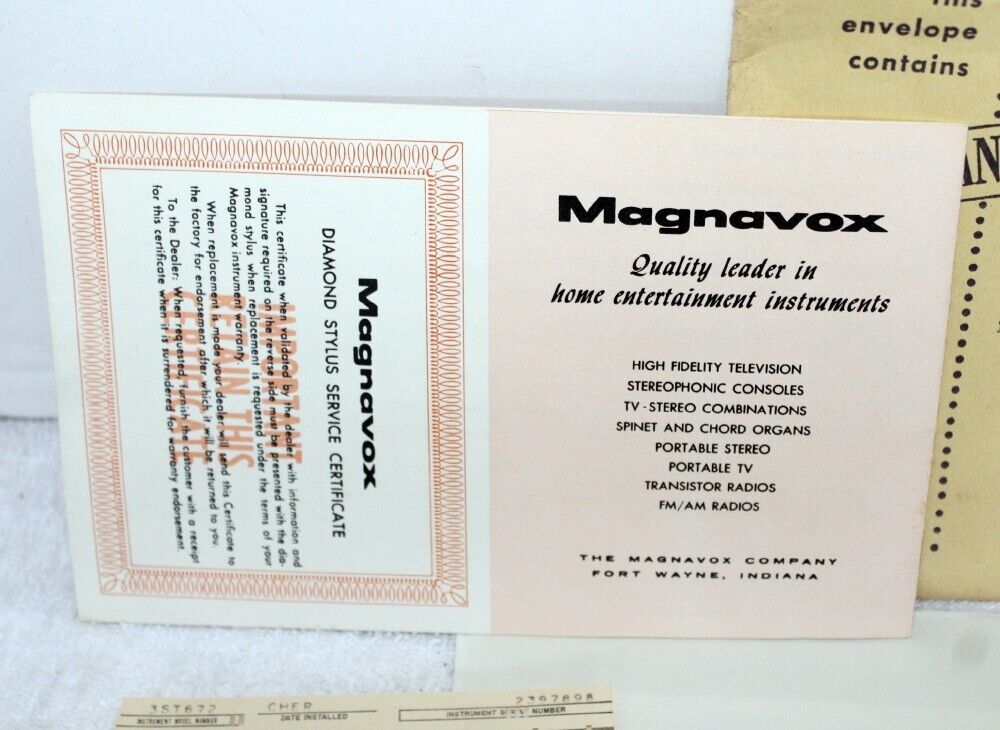 this
envelope
contains
AN
Magnavox
DIAMOND STYLUS SERVICE CERTIFICATE
This certificate when validated by the dealer with information and
signature required on the reverse side must be presented with the dia-
mond stylus when replacement is requested under the terms of your
Magnavox instrument warranty.
When replacement is made your dealer will send this Certificate to
the factory for endorsement after which it will be returned to you.
To the Dealer: When requested, furnish the customer with a receipt
for this certificate when it is surrendered for warranty endorsement.
IMPORTANT
RETAIN THIS
CERTIFICATE
Magnavox
Quality leader in
home entertainment instruments
HIGH FIDELITY TELEVISION
STEREOPHONIC CONSOLES
TV-STEREO COMBINATIONS
SPINET AND CHORD ORGANS
PORTABLE STEREO
PORTABLE TV
TRANSISTOR RADIOS
FM/AM RADIOS
THE MAGNAVOX COMPANY
FORT WAYNE, INDIANA
3ST672 CHER 2397898
INSTRUMENT MODEL NUMBER DATE INSTALLED INSTRUMENT SERIAL NUMBER